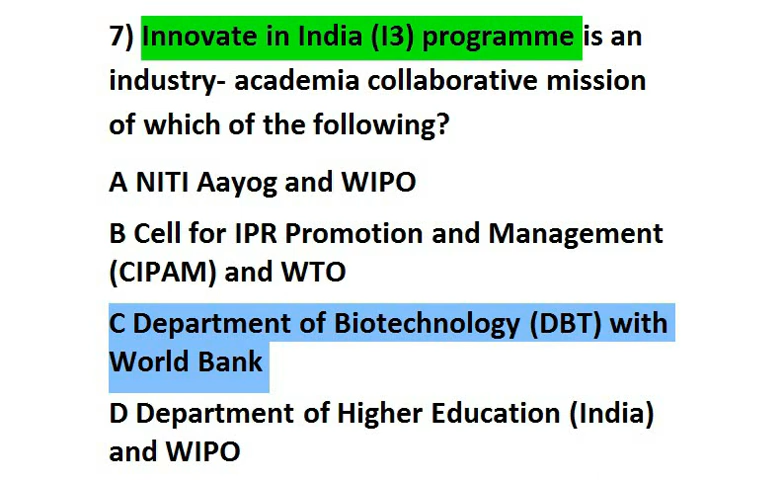 7) Innovate in India (I3) programme is an
industry- academia collaborative mission
of which of the following?
A NITI Aayog and WIPO
B Cell for IPR Promotion and Management
(CIPAM) and WTO
C Department of Biotechnology (DBT) with
World Bank
D Department of Higher Education (India)
and WIPO